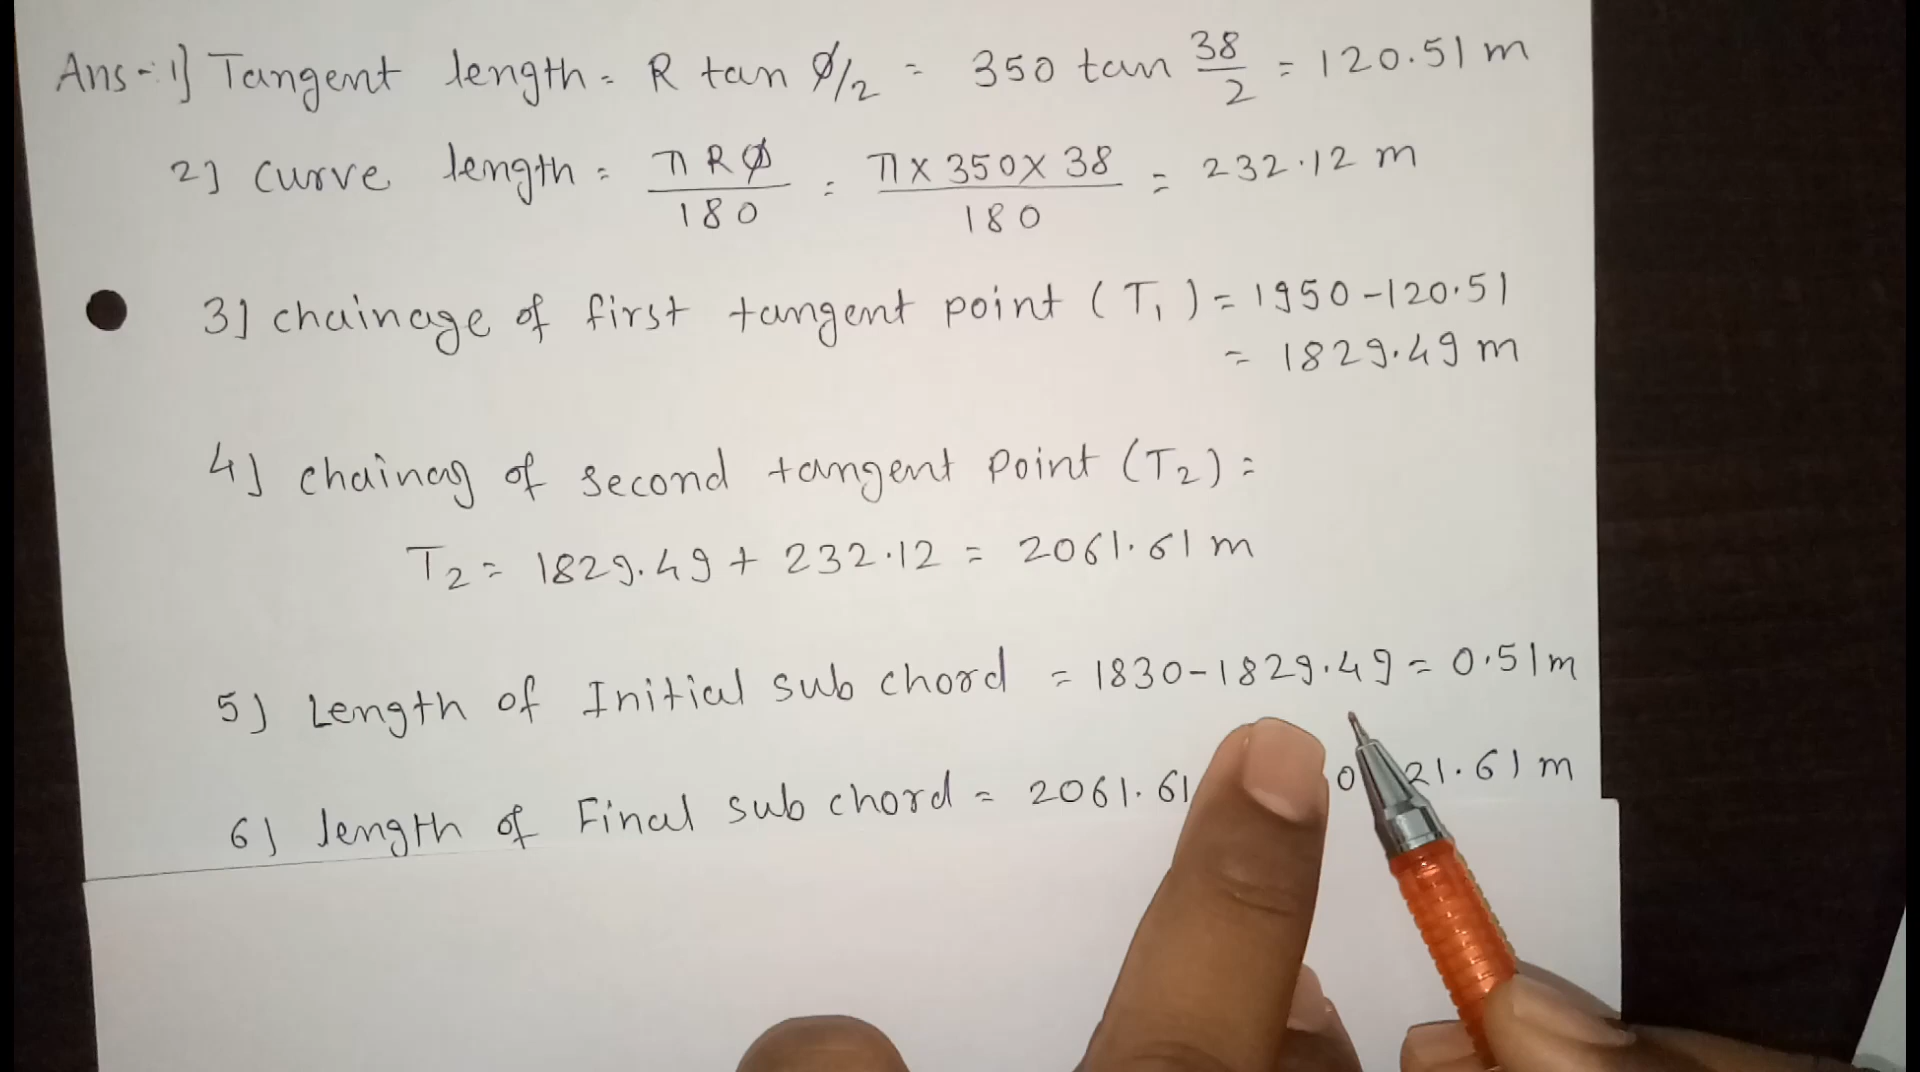 Ans-:1] Tangent length = R tan Ø/2 = 350 tan 38/2 = 120.51 m
2] curve length = πRØ/180 = π x 350 x 38/180 = 232.12 m
3] chainage of first tangent point (T1) = 1950-120.51
= 1829.49 m
4] chainag of second tangent point (T2) =
T2 = 1829.49 + 232.12 = 2061.61 m
5] Length of Initial sub chord = 1830-1829.49 = 0.51m
6] length of Final sub chord = 2061.61 0 21.61 m